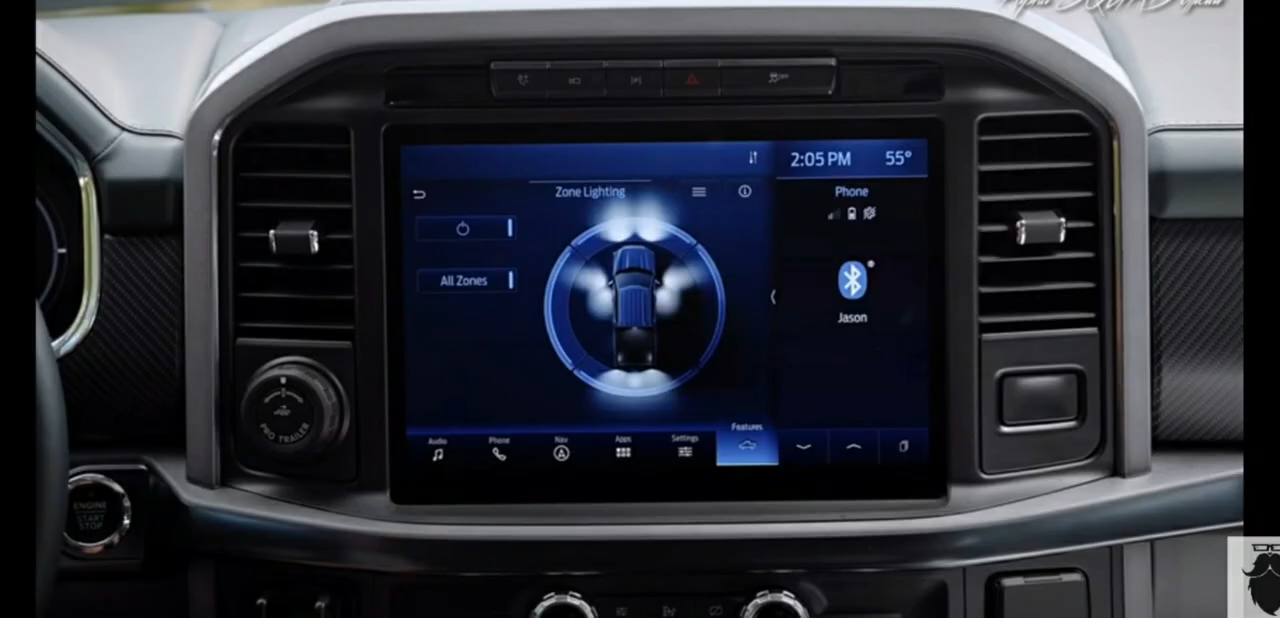 OFF
2:05 PM 55°
Zone Lighting
Phone
All Zones
Jason
Audio Phone Nav Apps Settings Features
PRO TRAILER
ENGINE
START
STOP